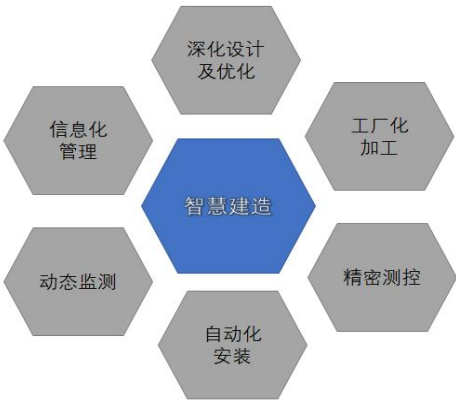 深化设计
及优化
工厂化
加工
精密测控
自动化
安装
动态监测
信息化
管理
智慧建造